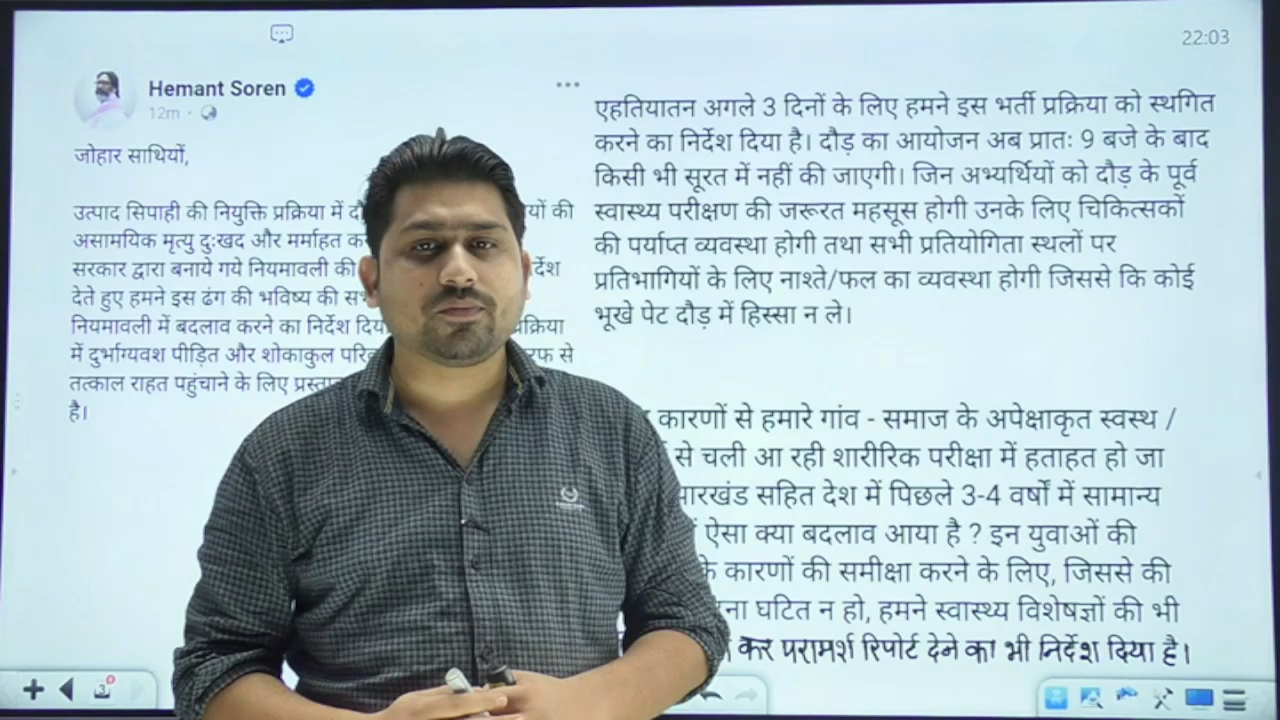 22:03
Hemant Soren
12m
जोहार साथियों,
उत्पाद सिपाही की नियुक्ति प्रक्रिया में
की
असामयिक मृत्यु दुःखद और मर्माहत
सरकार द्वारा बनाये गये नियमावली की
देते हुए हमने इस ढंग की भविष्य की
नियमावली में बदलाव करने का निर्देश
में दुर्भाग्यवश पीड़ित और शोकाकुल
से
तत्काल राहत पहुंचाने के लिए
है।
एहतियातन अगले 3 दिनों के लिए हमने इस भर्ती प्रक्रिया को स्थगित
करने का निर्देश दिया है। दौड़ का आयोजन अब प्रातः 9 बजे के बाद
किसी भी सूरत में नहीं की जाएगी। जिन अभ्यर्थियों को दौड़ के पूर्व
स्वास्थ्य परीक्षण की जरूरत महसूस होगी उनके लिए चिकित्सकों
की पर्याप्त व्यवस्था होगी तथा सभी प्रतियोगिता स्थलों पर
प्रतिभागियों के लिए नाश्ते/फल का व्यवस्था होगी जिससे कि कोई
भूखे पेट दौड़ में हिस्सा न ले।
कारणों से हमारे गांव - समाज के अपेक्षाकृत स्वस्थ /
से चली आ रही शारीरिक परीक्षा में हताहत हो जा
सहित देश में पिछले 3-4 वर्षों में सामान्य
ऐसा क्या बदलाव आया है ? इन युवाओं की
के कारणों की समीक्षा करने के लिए, जिससे की
घटित न हो, हमने स्वास्थ्य विशेषज्ञों की भी
कर परामर्श रिपोर्ट देने का भी निर्देश दिया है।
3